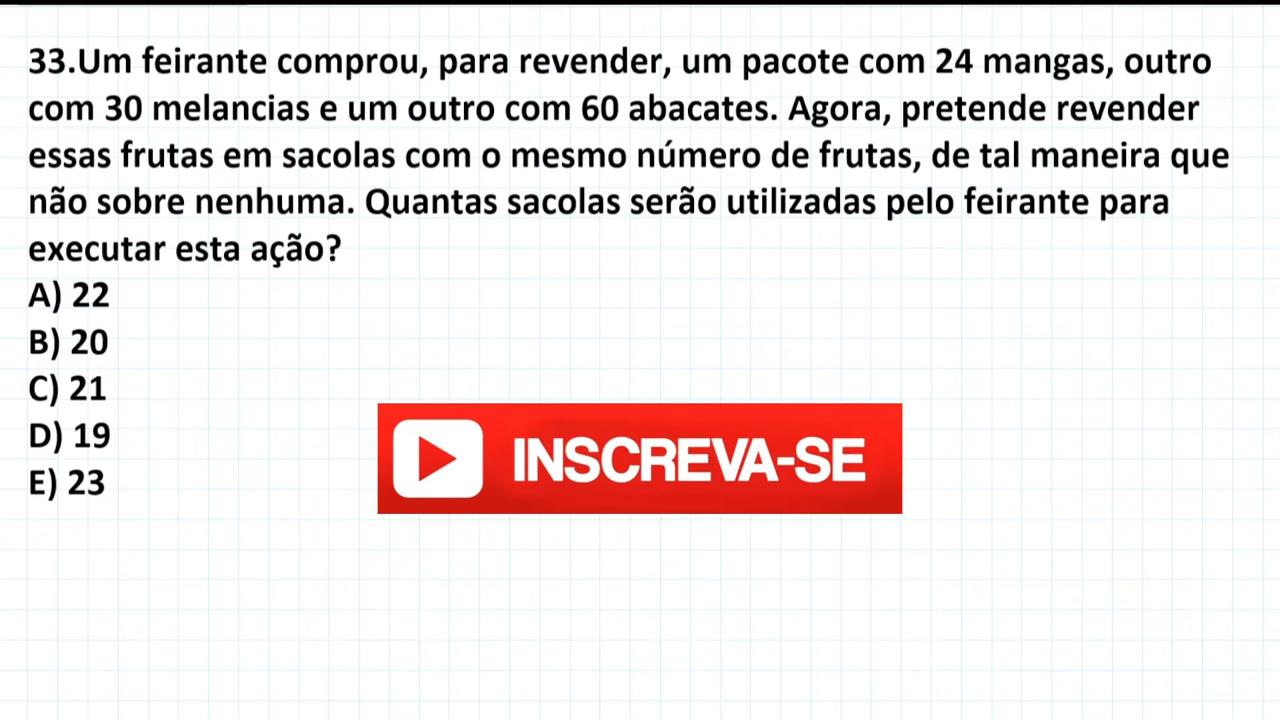 33.Um feirante comprou, para revender, um pacote com 24 mangas, outro
com 30 melancias e um outro com 60 abacates. Agora, pretende revender
essas frutas em sacolas com o mesmo número de frutas, de tal maneira que
não sobre nenhuma. Quantas sacolas serão utilizadas pelo feirante para
executar esta ação?
A) 22
B) 20
C) 21
D) 19
E) 23
INSCREVA-SE